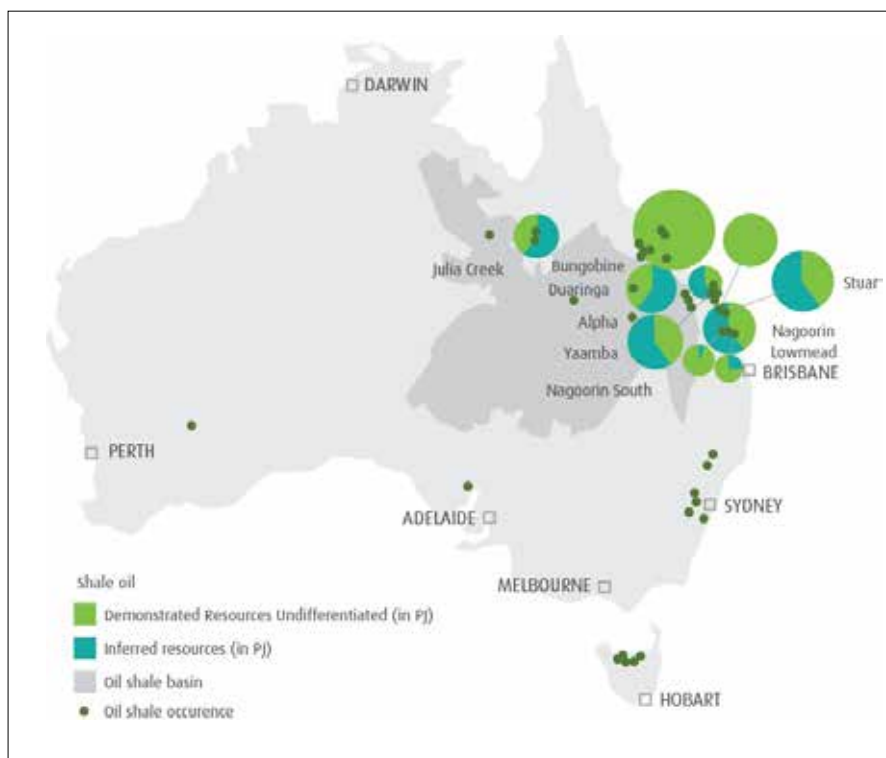 DARWIN
Julia Creek
Bungobine
Duaringa
Alpha
Yaamba
Nagoorin South
Stuart
Nagoorin
Lowmead
BRISBANE
PERTH
ADELAIDE
SYDNEY
MELBOURNE
HOBART
Shale oil
Demonstrated Resources Undifferentiated (in PJ)
Inferred resources (in PJ)
Oil shale basin
Oil shale occurence